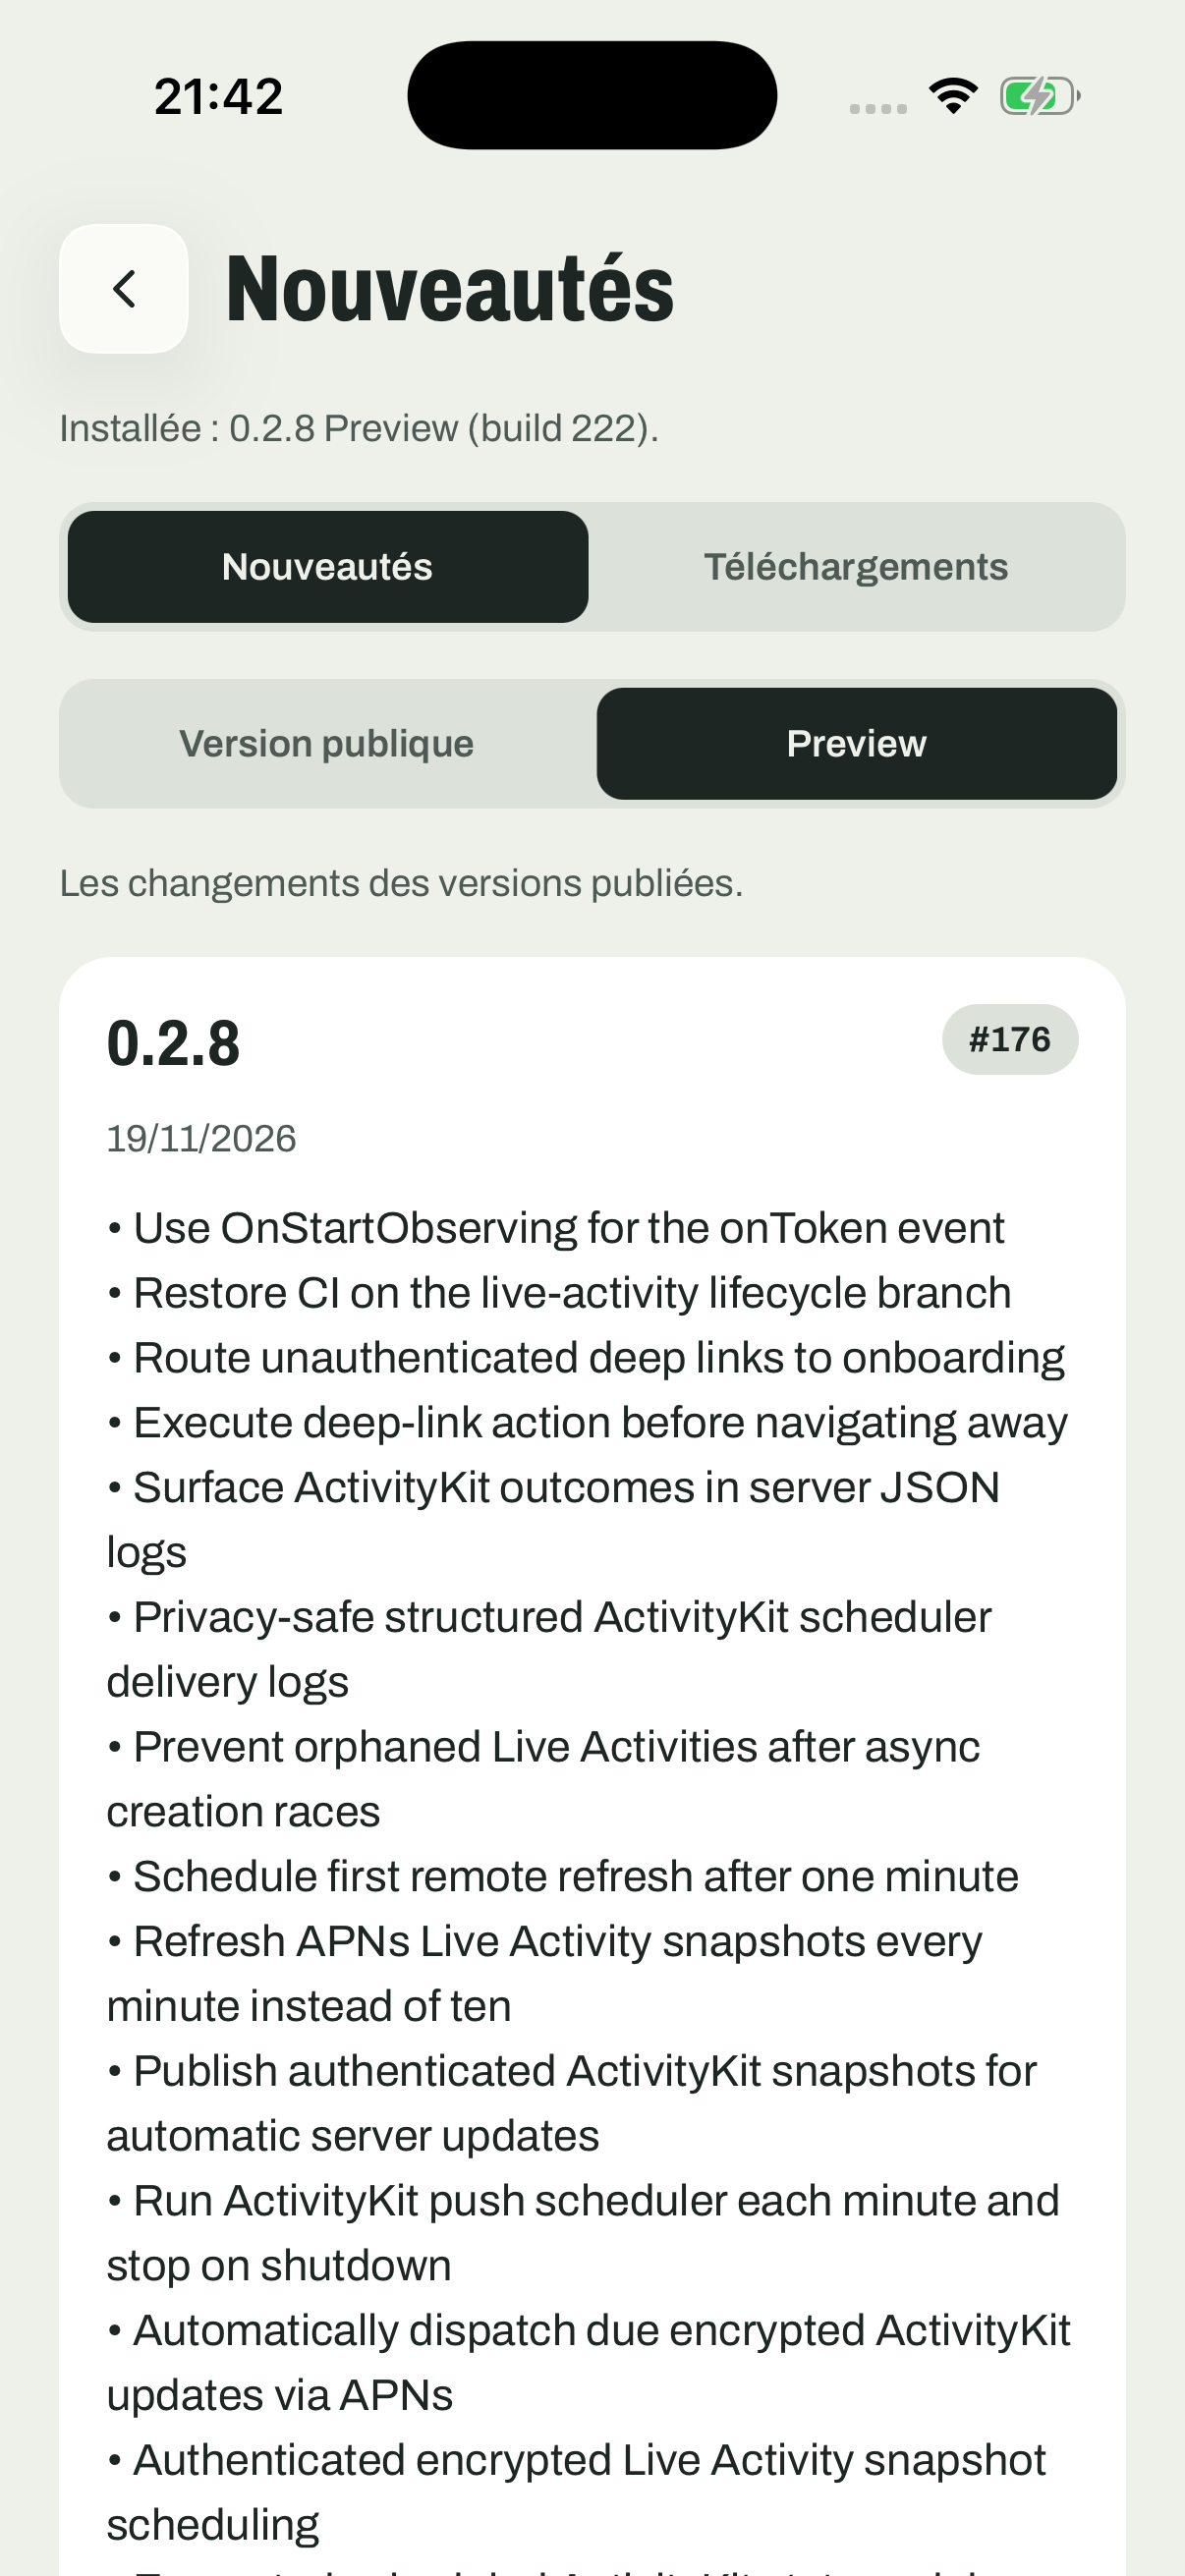 21:42
Nouveautés
Installée : 0.2.8 Preview (build 222).
Nouveautés
Téléchargements
Version publique
Preview
Les changements des versions publiées.
0.2.8
#176
19/11/2026
• Use OnStartObserving for the onToken event
• Restore CI on the live-activity lifecycle branch
• Route unauthenticated deep links to onboarding
• Execute deep-link action before navigating away
• Surface ActivityKit outcomes in server JSON
logs
• Privacy-safe structured ActivityKit scheduler
delivery logs
• Prevent orphaned Live Activities after async
creation races
• Schedule first remote refresh after one minute
• Refresh APNs Live Activity snapshots every
minute instead of ten
• Publish authenticated ActivityKit snapshots for
automatic server updates
• Run ActivityKit push scheduler each minute and
stop on shutdown
• Automatically dispatch due encrypted ActivityKit
updates via APNs
• Authenticated encrypted Live Activity snapshot
scheduling